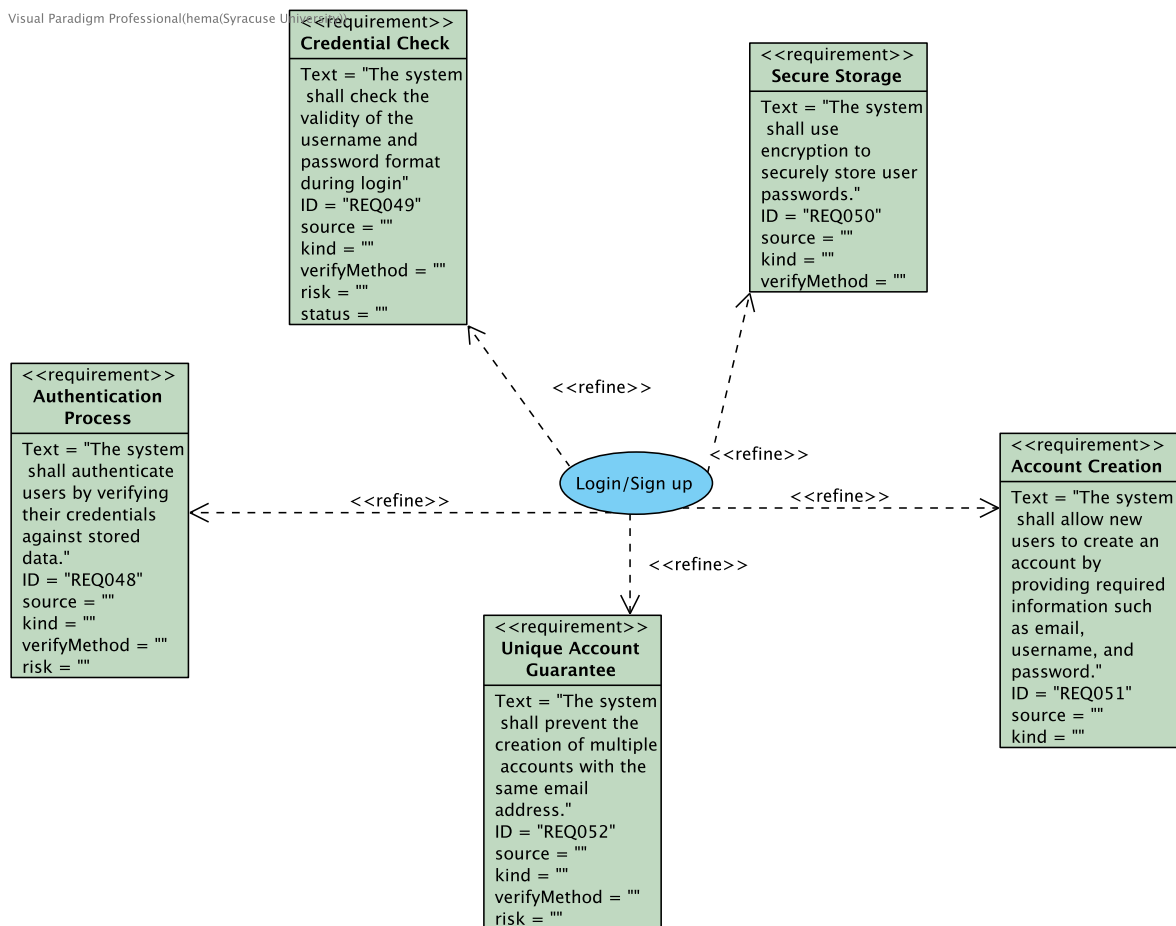 Visual Paradigm Professional(hema(Syracuse University))
<<requirement>>
Credential Check
Text = "The system
shall check the
validity of the
username and
password format
during login"
ID = "REQ049"
source = ""
kind = ""
verifyMethod = ""
risk = ""
status = ""
<<requirement>>
Secure Storage
Text = "The system
shall use
encryption to
securely store user
passwords."
ID = "REQ050"
source = ""
kind = ""
verifyMethod = ""
<<refine>>
<<refine>>
<<requirement>>
Authentication
Process
Text = "The system
shall authenticate
users by verifying
their credentials
against stored
data."
ID = "REQ048"
source = ""
kind = ""
verifyMethod = ""
risk = ""
<<refine>>
Login/Sign up
<<refine>>
<<refine>>
<<requirement>>
Account Creation
Text = "The system
shall allow new
users to create an
account by
providing required
information such
as email,
username, and
password."
ID = "REQ051"
source = ""
kind = ""
<<requirement>>
Unique Account
Guarantee
Text = "The system
shall prevent the
creation of multiple
accounts with the
same email
address."
ID = "REQ052"
source = ""
kind = ""
verifyMethod = ""
risk = ""